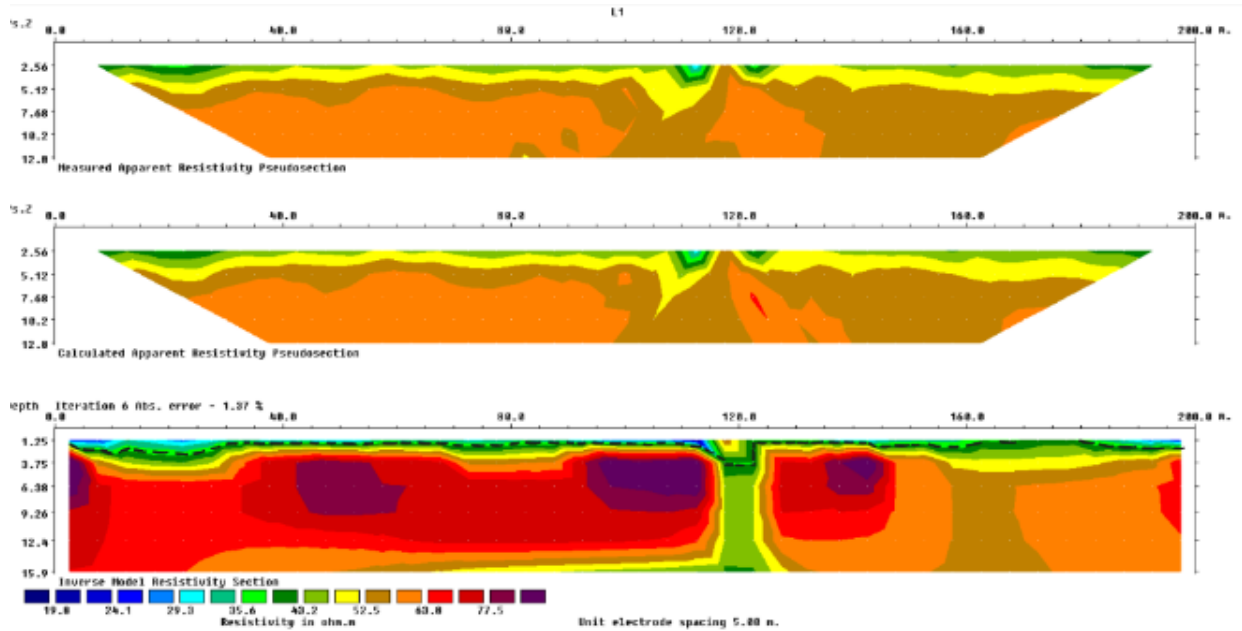 L1
s.Z 0.0 40.0 80.0 120.0 160.0 200.0 m.
2.56
5.12
7.68
10.2
12.8
Measured Apparent Resistivity Pseudosection
s.Z 0.0 40.0 80.0 120.0 160.0 200.0 m.
2.56
5.12
7.68
10.2
12.8
Calculated Apparent Resistivity Pseudosection
epth Iteration 6 Abs. error - 1.37 %
0.0 40.0 80.0 120.0 160.0 200.0 m.
1.25
3.75
6.38
9.26
12.4
15.9
Inverse Model Resistivity Section
19.8 24.1 29.3 35.6 43.2 52.5 63.8 77.5
Resistivity in ohm.m Unit electrode spacing 5.00 m.